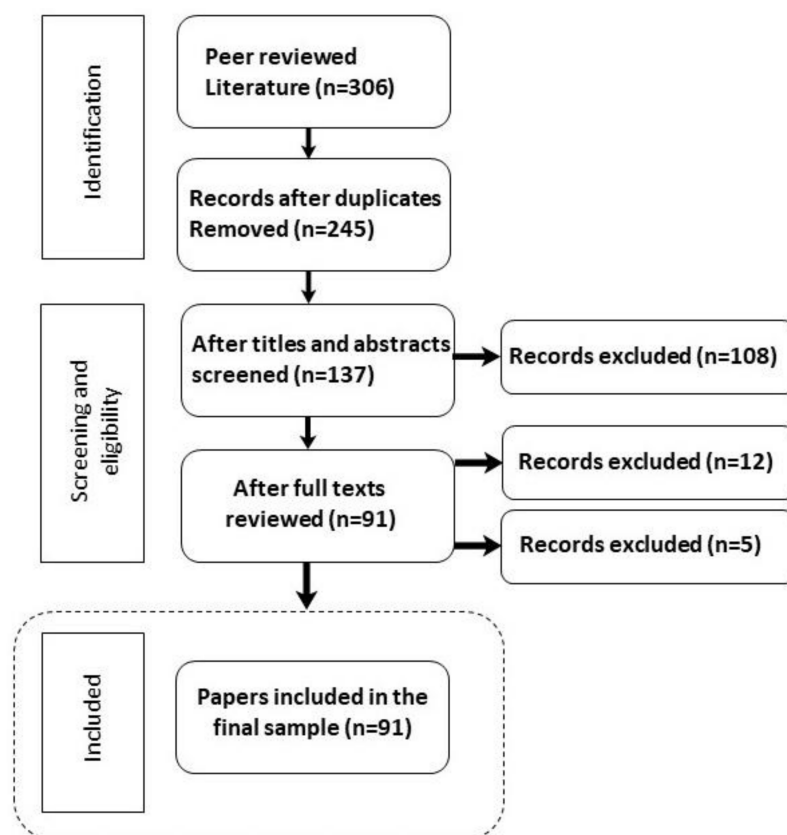 Identification
Peer reviewed
Literature (n=306)
Records after duplicates
Removed (n=245)
Screening and
eligibility
After titles and abstracts
screened (n=137)
Records excluded (n=108)
After full texts
reviewed (n=91)
Records excluded (n=12)
Records excluded (n=5)
Included
Papers included in the
final sample (n=91)